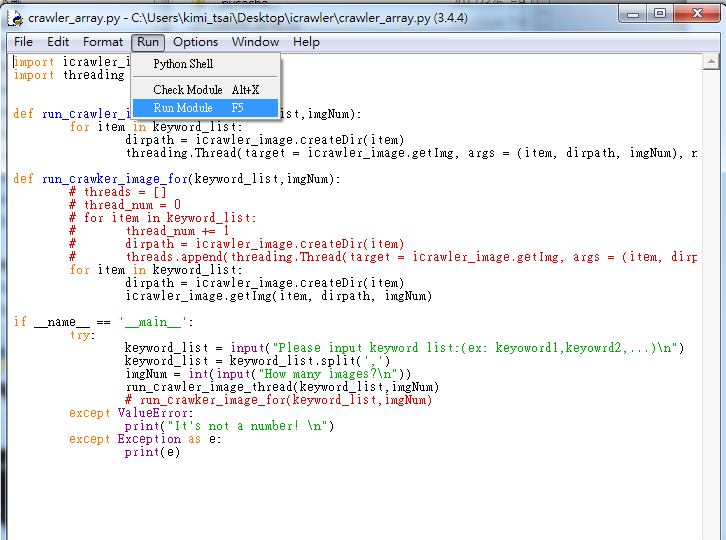 crawler_array.py - C:\Users\kimi_tsai\Desktop\icrawler\crawler_array.py (3.4.4)
File Edit Format Run Options Window Help
Python Shell
Check Module Alt+X
Run Module F5
import icrawler_i
import threading
def run_crawler_i list,imgNum):
for item in keyword_list:
dirpath = icrawler_image.createDir(item)
threading.Thread(target = icrawler_image.getImg, args = (item, dirpath, imgNum), n
def run_crawker_image_for(keyword_list,imgNum):
# threads = []
# thread_num = 0
# for item in keyword_list:
# thread_num += 1
# dirpath = icrawler_image.createDir(item)
# threads.append(threading.Thread(target = icrawler_image.getImg, args = (item, dirp
for item in keyword_list:
dirpath = icrawler_image.createDir(item)
icrawler_image.getImg(item, dirpath, imgNum)
if __name__ == '__main__':
try:
keyword_list = input("Please input keyword list:(ex: keyoword1,keyowrd2,...)\n")
keyword_list = keyword_list.split(',')
imgNum = int(input("How many images?\n"))
run_crawler_image_thread(keyword_list,imgNum)
# run_crawker_image_for(keyword_list,imgNum)
except ValueError:
print("It's not a number! \n")
except Exception as e:
print(e)